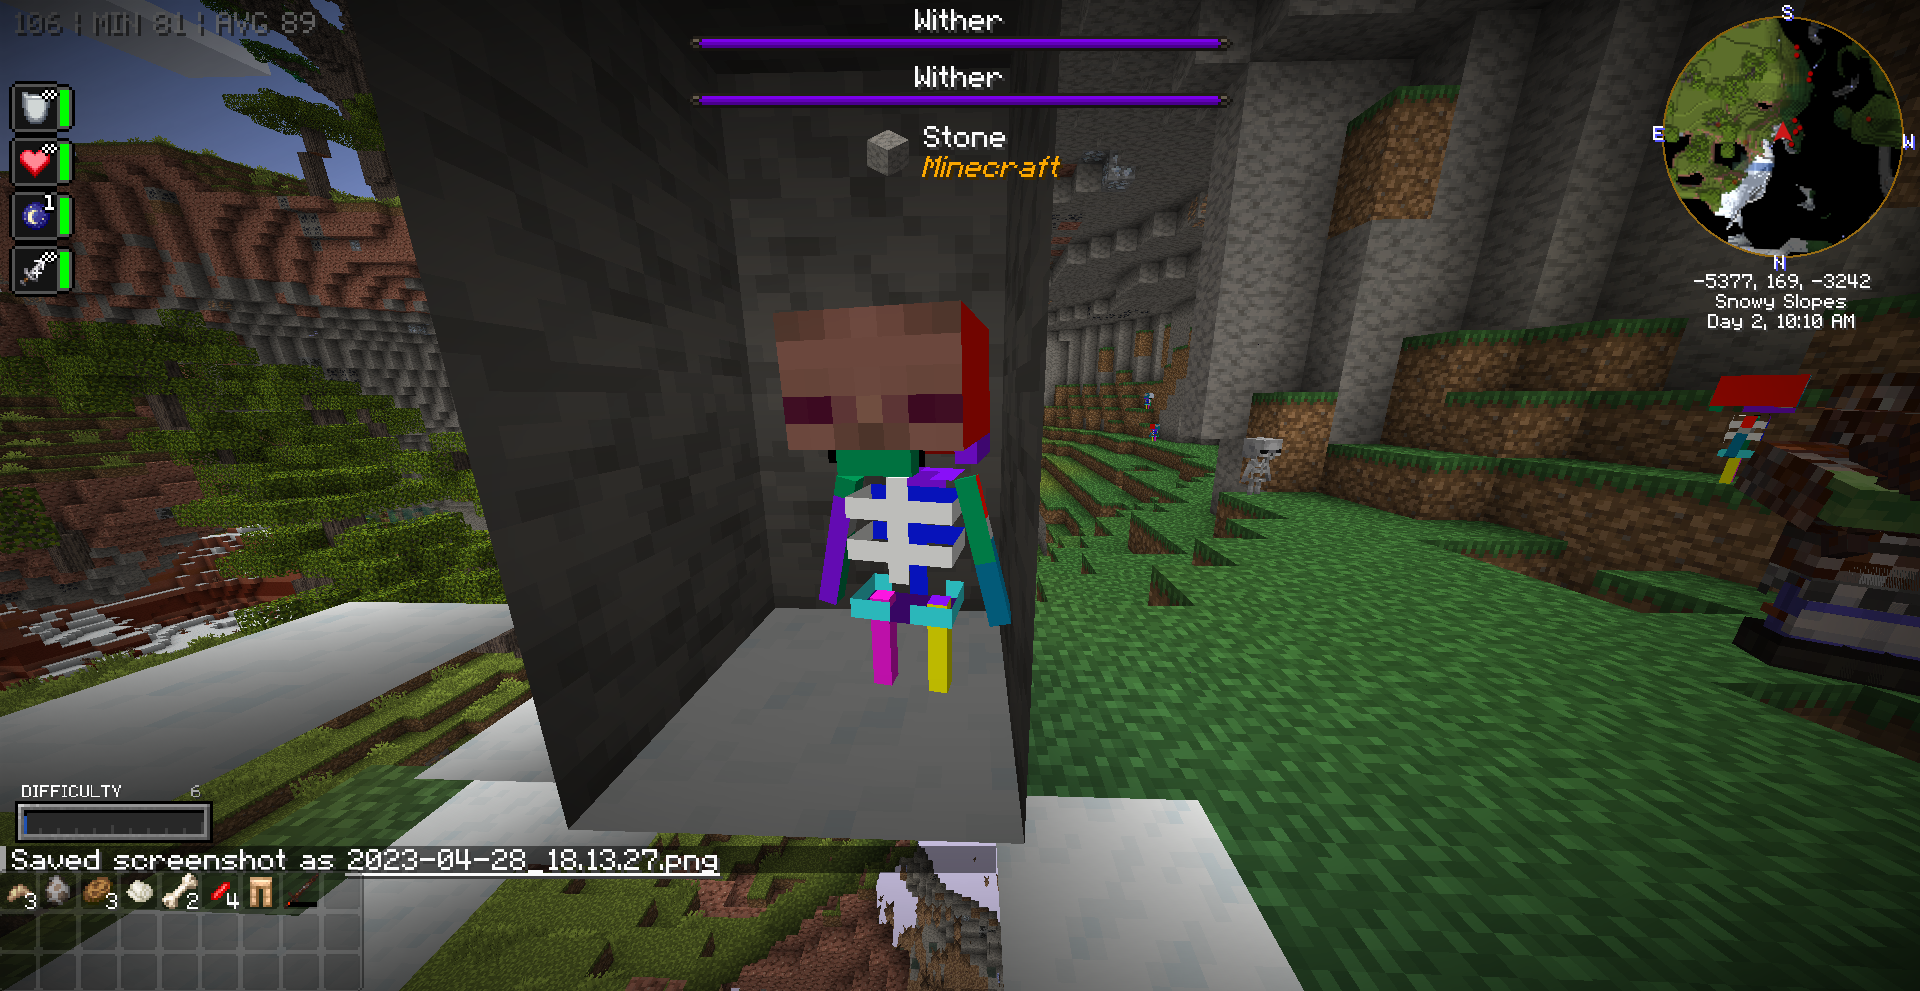 106 | MIN 81 | AVG 89
Wither
Wither
Stone
Minecraft
1
S
E
W
N
-5377, 169, -3242
Snowy Slopes
Day 2, 10:10 AM
DIFFICULTY 6
Saved screenshot as 2023-04-28_18.13.27.png
3 3 2 4